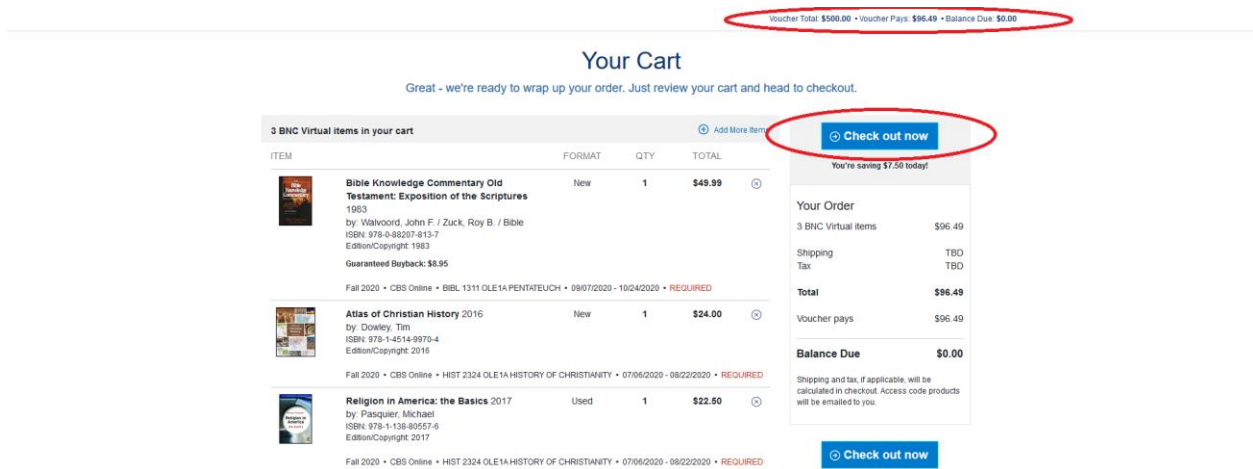 Voucher Total: $500.00 • Voucher Pays: $96.49 • Balance Due: $0.00
Your Cart
Great - we're ready to wrap up your order. Just review your cart and head to checkout.
3 BNC Virtual items in your cart
Add More Items
ITEM FORMAT QTY TOTAL
Bible Knowledge Commentary Old New 1 $49.99
Testament: Exposition of the Scriptures
1983
by: Walvoord, John F. / Zuck, Roy B. / Bible
ISBN: 978-0-88207-813-7
Edition/Copyright: 1983
Guaranteed Buyback: $8.95
Fall 2020 • CBS Online • BIBL 1311 OLE1A PENTATEUCH • 09/07/2020 - 10/24/2020 • REQUIRED
Atlas of Christian History 2016 New 1 $24.00
by: Dowley, Tim
ISBN: 978-1-4514-9970-4
Edition/Copyright: 2016
Fall 2020 • CBS Online • HIST 2324 OLE1A HISTORY OF CHRISTIANITY • 07/06/2020 - 08/22/2020 • REQUIRED
Religion in America: the Basics 2017 Used 1 $22.50
by: Pasquier, Michael
ISBN: 978-1-138-80557-6
Edition/Copyright: 2017
Fall 2020 • CBS Online • HIST 2324 OLE1A HISTORY OF CHRISTIANITY • 07/06/2020 - 08/22/2020 • REQUIRED
Check out now
You're saving $7.50 today!
Your Order
3 BNC Virtual items $96.49
Shipping TBD
Tax TBD
Total $96.49
Voucher pays $96.49
Balance Due $0.00
Shipping and tax, if applicable, will be
calculated in checkout. Access code products
will be emailed to you.
Check out now